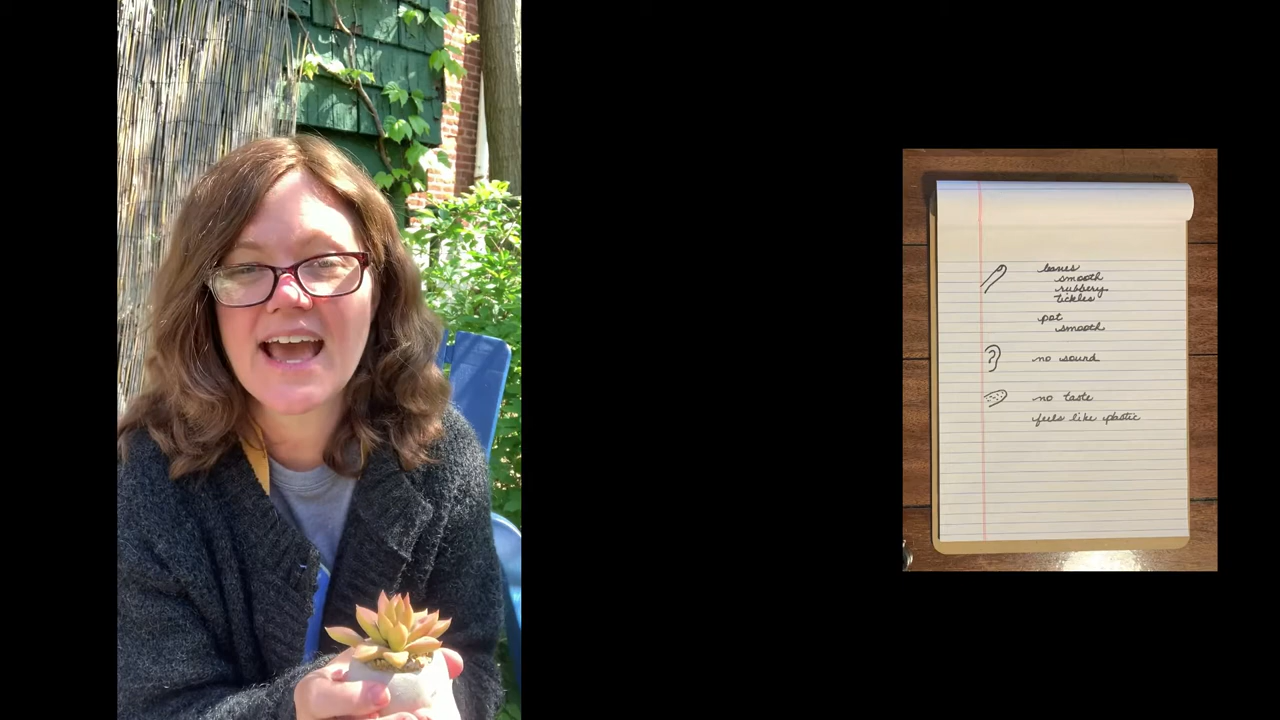 leaves
smooth
rubbery
tickles
pot
smooth
no sound
no taste
feels like plastic